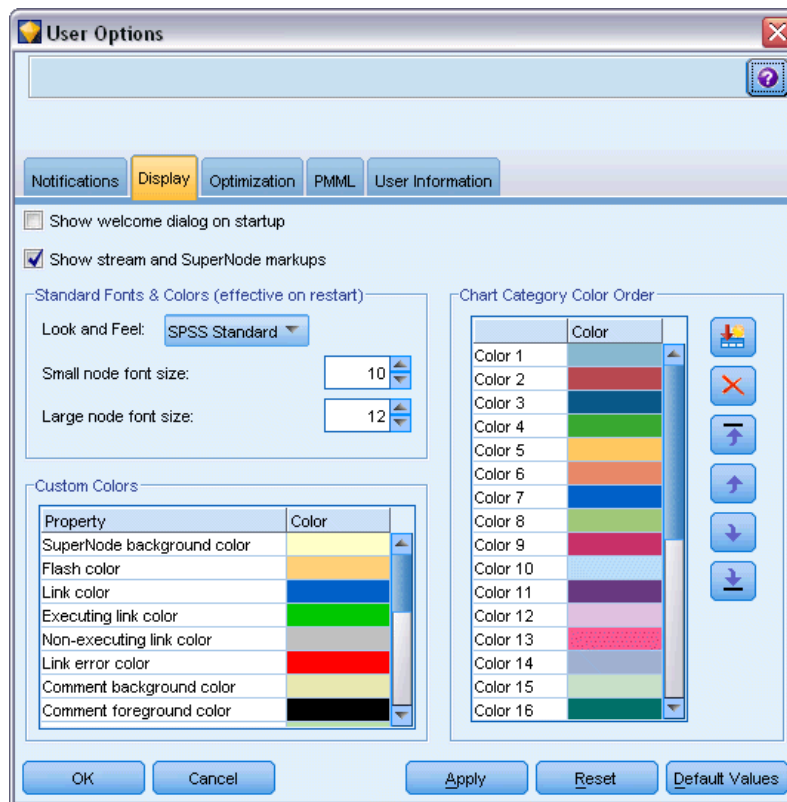 User Options
Notifications Display Optimization PMML User Information
Show welcome dialog on startup
Show stream and SuperNode markups
Standard Fonts & Colors (effective on restart)
Look and Feel: SPSS Standard
Small node font size: 10
Large node font size: 12
Custom Colors
Property Color
SuperNode background color
Flash color
Link color
Executing link color
Non-executing link color
Link error color
Comment background color
Comment foreground color
Chart Category Color Order
Color
Color 1
Color 2
Color 3
Color 4
Color 5
Color 6
Color 7
Color 8
Color 9
Color 10
Color 11
Color 12
Color 13
Color 14
Color 15
Color 16
OK Cancel Apply Reset Default Values